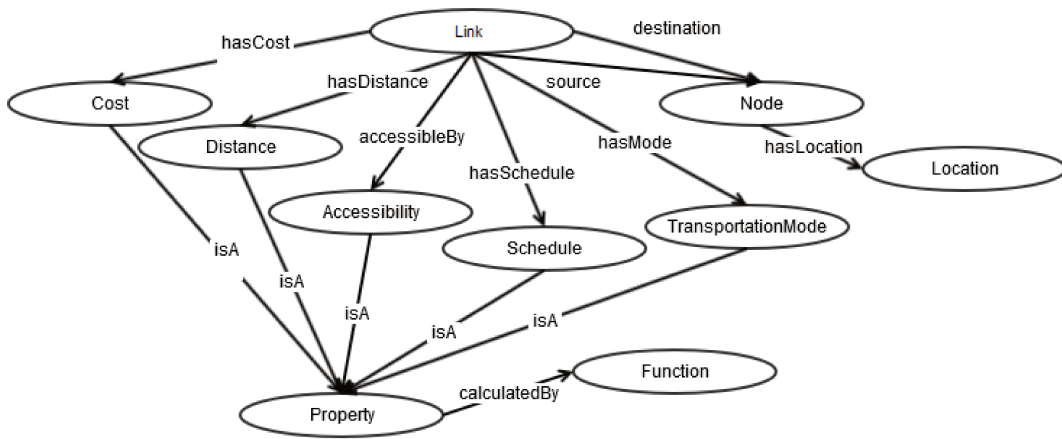 Link
destination
hasCost
hasDistance
source
Cost
Node
accessibleBy
Distance
hasMode
hasLocation
hasSchedule
Location
Accessibility
TransportationMode
Schedule
isA
isA
isA
isA
isA
Function
calculatedBy
Property